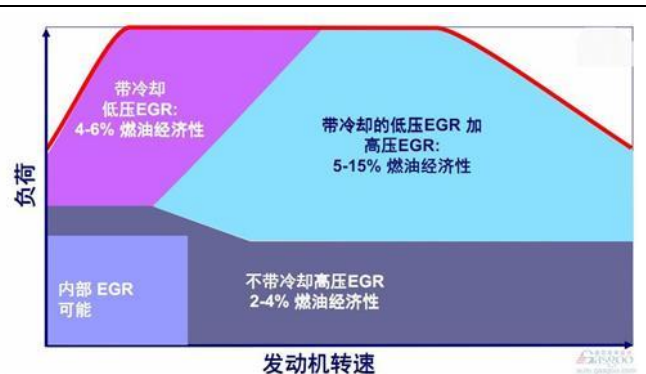 带冷却
低压EGR:
4-6% 燃油经济性
带冷却的低压EGR 加
高压EGR:
5-15% 燃油经济性
负荷
内部 EGR
可能
不带冷却高压EGR
2-4% 燃油经济性
发动机转速
Gasgoo